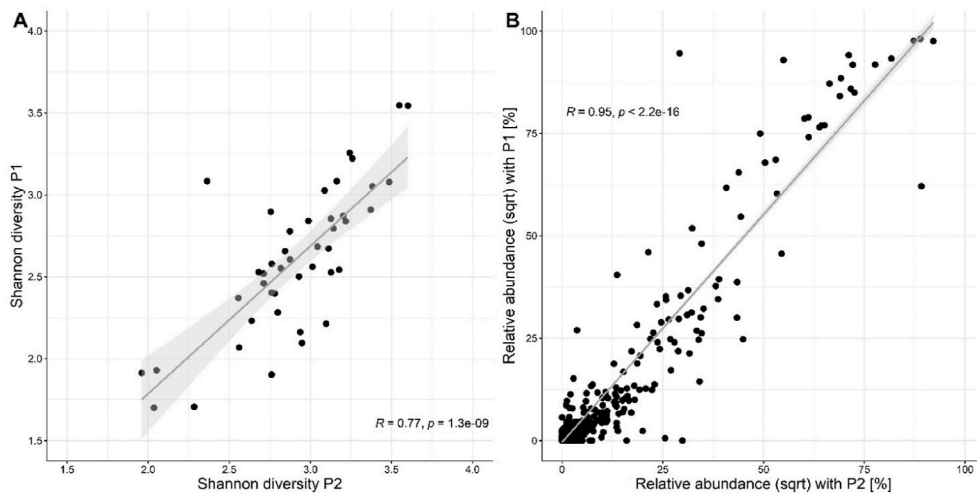 A
4.0
3.5
3.0
2.5
2.0
1.5
Shannon diversity P1
R = 0.77, p = 1.3e-09
1.5
2.0
2.5
3.0
3.5
4.0
Shannon diversity P2
B
100
75
50
25
0
Relative abundance (sqrt) with P1 [%]
R = 0.95, p < 2.2e-16
0
25
50
75
100
Relative abundance (sqrt) with P2 [%]